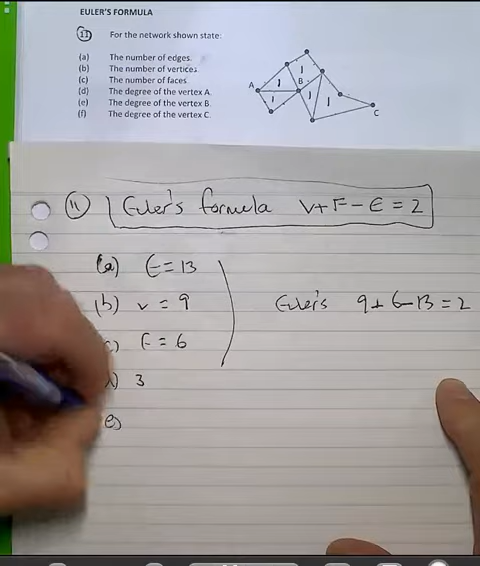 EULER'S FORMULA
11 For the network shown state:
(a) The number of edges.
(b) The number of vertices
(c) The number of faces
(d) The degree of the vertex A.
(e) The degree of the vertex B.
(f) The degree of the vertex C.
A
B
C
1
1
1
1
1
11 Euler's formula V+F-E=2
(a) E=13
(b) v=9
Euler's 9+6-13=2
) F=6
) 3
e)